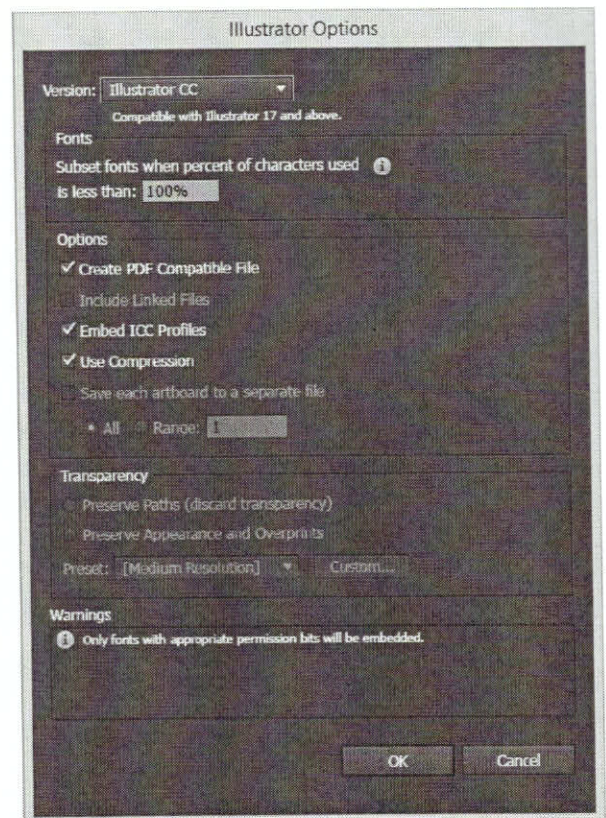 Illustrator Options
Version: Illustrator CC
Compatible with Illustrator 17 and above.
Fonts
Subset fonts when percent of characters used
is less than: 100%
Options
Create PDF Compatible File
Include Linked Files
Embed ICC Profiles
Use Compression
Save each artboard to a separate file
All Range: 1
Transparency
Preserve Paths (discard transparency)
Preserve Appearance and Overprints
Preset: [Medium Resolution] Custom...
Warnings
Only fonts with appropriate permission bits will be embedded.
OK Cancel